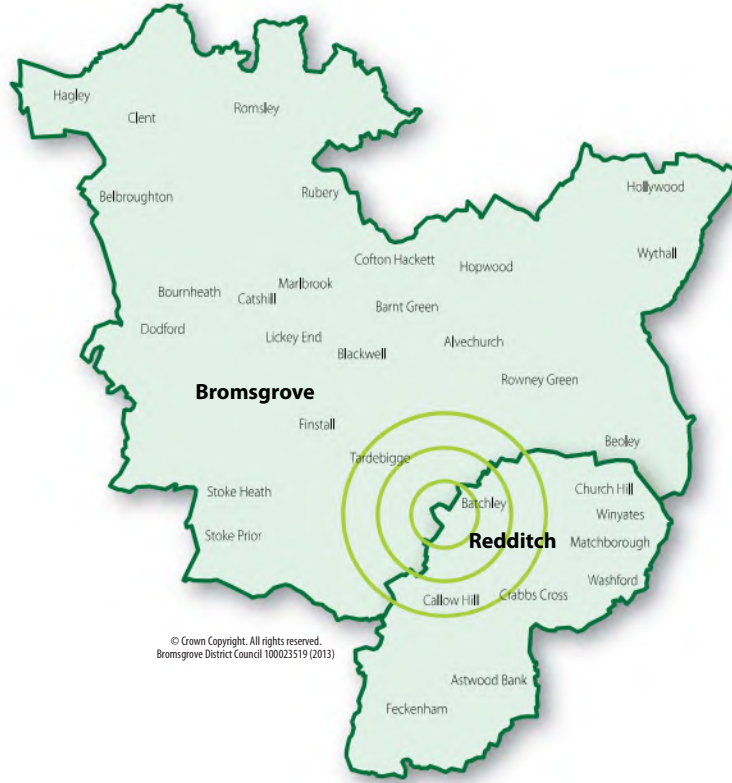 Hagley
Clent
Romsley
Belbroughton
Rubery
Hollywood
Wythall
Cofton Hackett
Hopwood
Marlbrook
Bournheath
Catshill
Barnt Green
Dodford
Lickey End
Blackwell
Alvechurch
Rowney Green
Bromsgrove
Finstall
Beoley
Tardebigge
Stoke Heath
Church Hill
Batchley
Winyates
Stoke Prior
Redditch
Matchborough
Washford
Callow Hill
Crabbs Cross
© Crown Copyright. All rights reserved.
Bromsgrove District Council 100023519 (2013)
Astwood Bank
Feckenham